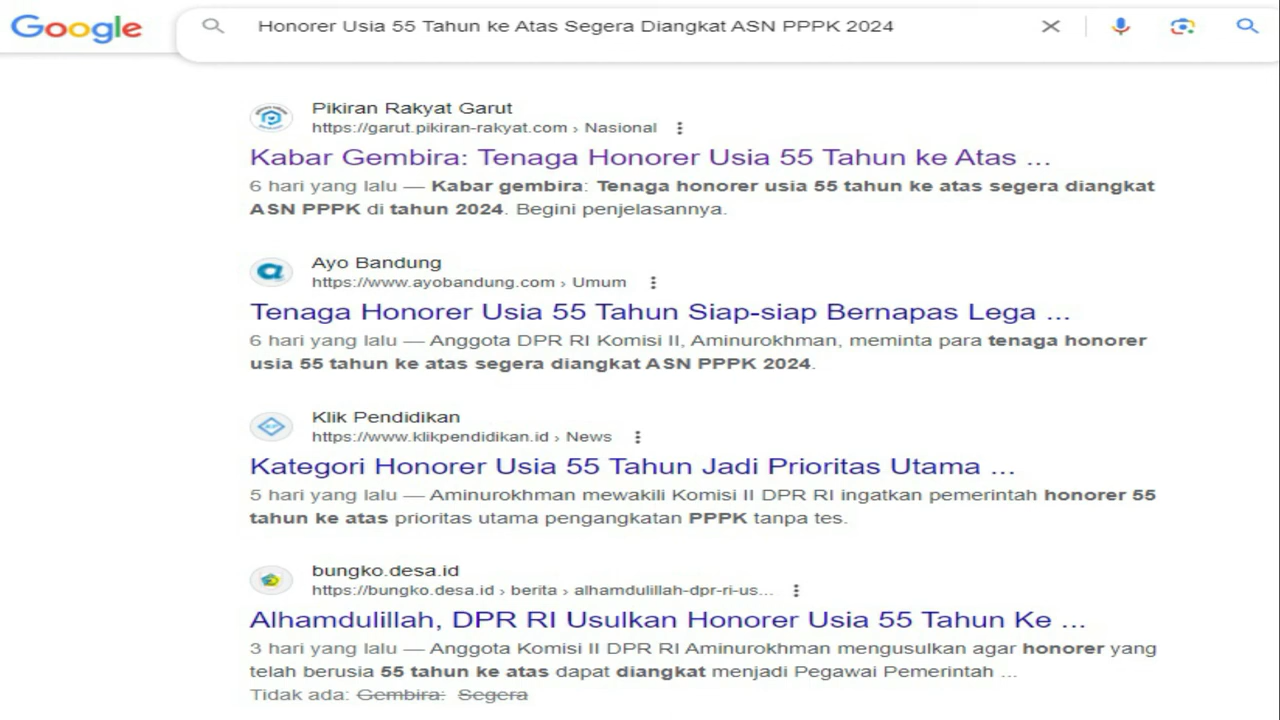 Google
Honorer Usia 55 Tahun ke Atas Segera Diangkat ASN PPPK 2024
Pikiran Rakyat Garut
https://garut.pikiran-rakyat.com › Nasional
Kabar Gembira: Tenaga Honorer Usia 55 Tahun ke Atas ...
6 hari yang lalu — Kabar gembira: Tenaga honorer usia 55 tahun ke atas segera diangkat
ASN PPPK di tahun 2024. Begini penjelasannya.
Ayo Bandung
https://www.ayobandung.com › Umum
Tenaga Honorer Usia 55 Tahun Siap-siap Bernapas Lega ...
6 hari yang lalu — Anggota DPR RI Komisi II, Aminurokhman, meminta para tenaga honorer
usia 55 tahun ke atas segera diangkat ASN PPPK 2024.
Klik Pendidikan
https://www.klikpendidikan.id › News
Kategori Honorer Usia 55 Tahun Jadi Prioritas Utama ...
5 hari yang lalu — Aminurokhman mewakili Komisi II DPR RI ingatkan pemerintah honorer 55
tahun ke atas prioritas utama pengangkatan PPPK tanpa tes.
bungko.desa.id
https://bungko.desa.id › berita › alhamdulillah-dpr-ri-us...
Alhamdulillah, DPR RI Usulkan Honorer Usia 55 Tahun Ke ...
3 hari yang lalu — Anggota Komisi II DPR RI Aminurokhman mengusulkan agar honorer yang
telah berusia 55 tahun ke atas dapat diangkat menjadi Pegawai Pemerintah ...
Tidak ada: Gembira: Segera